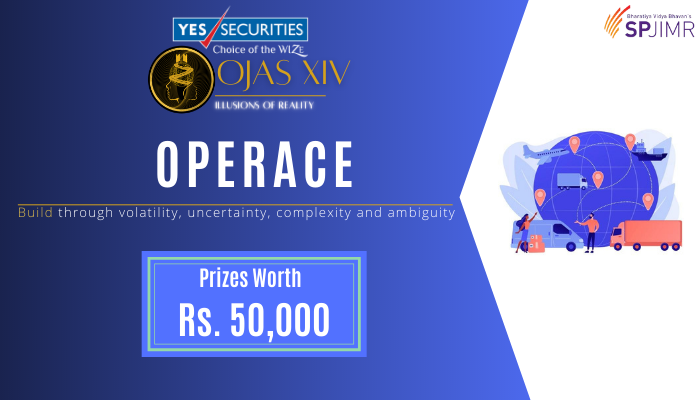 YES SECURITIES
Choice of the WIZE
OJAS XIV
ILLUSIONS OF REALITY
Bharatiya Vidya Bhavan's
SPJIMR
OPERACE
Build through volatility, uncertainty, complexity and ambiguity
Prizes Worth
Rs. 50,000